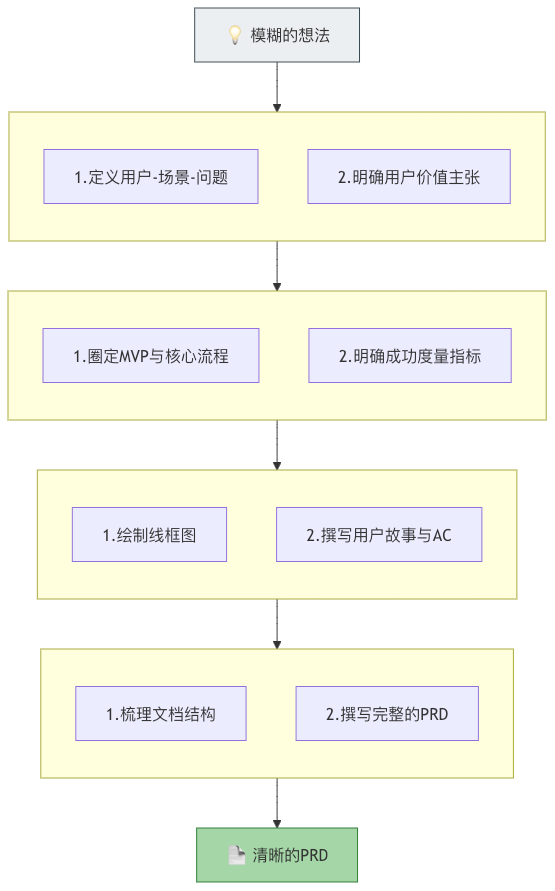 💡 模糊的想法
1.定义用户-场景-问题
2.明确用户价值主张
1.圈定MVP与核心流程
2.明确成功度量指标
1.绘制线框图
2.撰写用户故事与AC
1.梳理文档结构
2.撰写完整的PRD
清晰的PRD